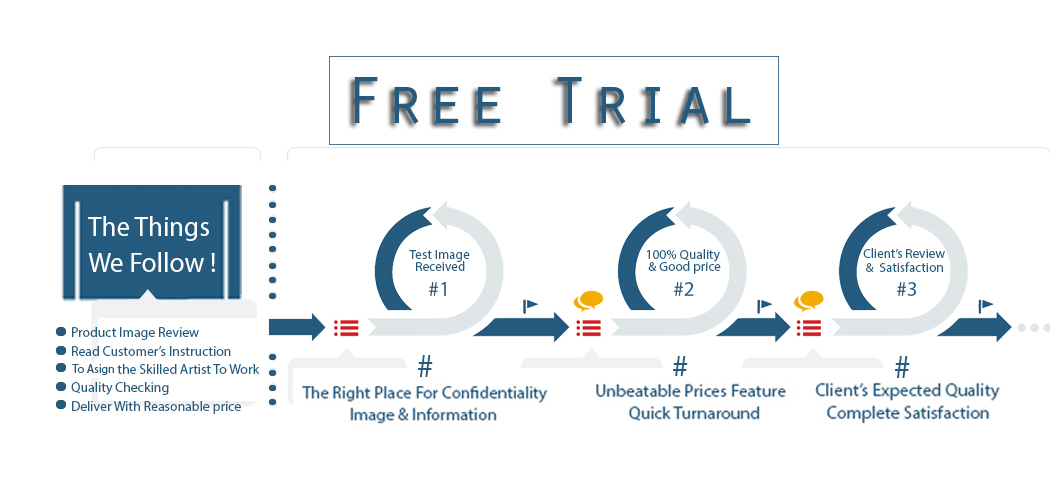 Free Trial
The Things
We Follow !
Product Image Review
Read Customer's Instruction
To Asign the Skilled Artist To Work
Quality Checking
Deliver With Reasonable price
Test Image
Received
#1
#
The Right Place For Confidentiality
Image & Information
100% Quality
& Good price
#2
#
Unbeatable Prices Feature
Quick Turnaround
Client's Review
& Satisfaction
#3
#
Client's Expected Quality
Complete Satisfaction